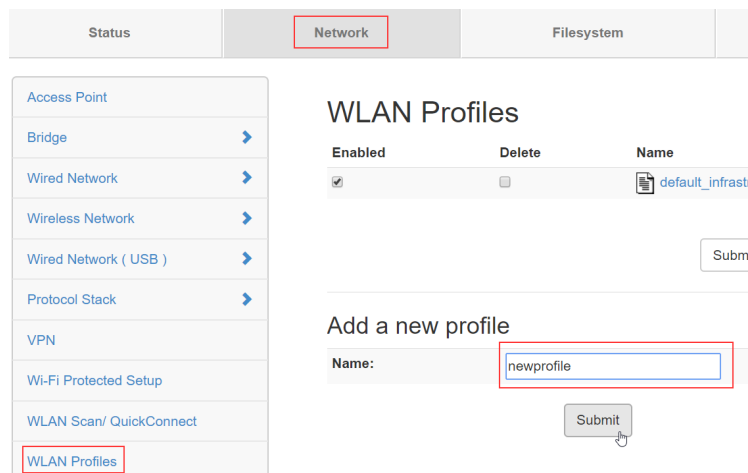 Status Network Filesystem
Access Point
Bridge
Wired Network
Wireless Network
Wired Network ( USB )
Protocol Stack
VPN
Wi-Fi Protected Setup
WLAN Scan/ QuickConnect
WLAN Profiles
WLAN Profiles
Enabled Delete Name
Add a new profile
Name: newprofile
Submit